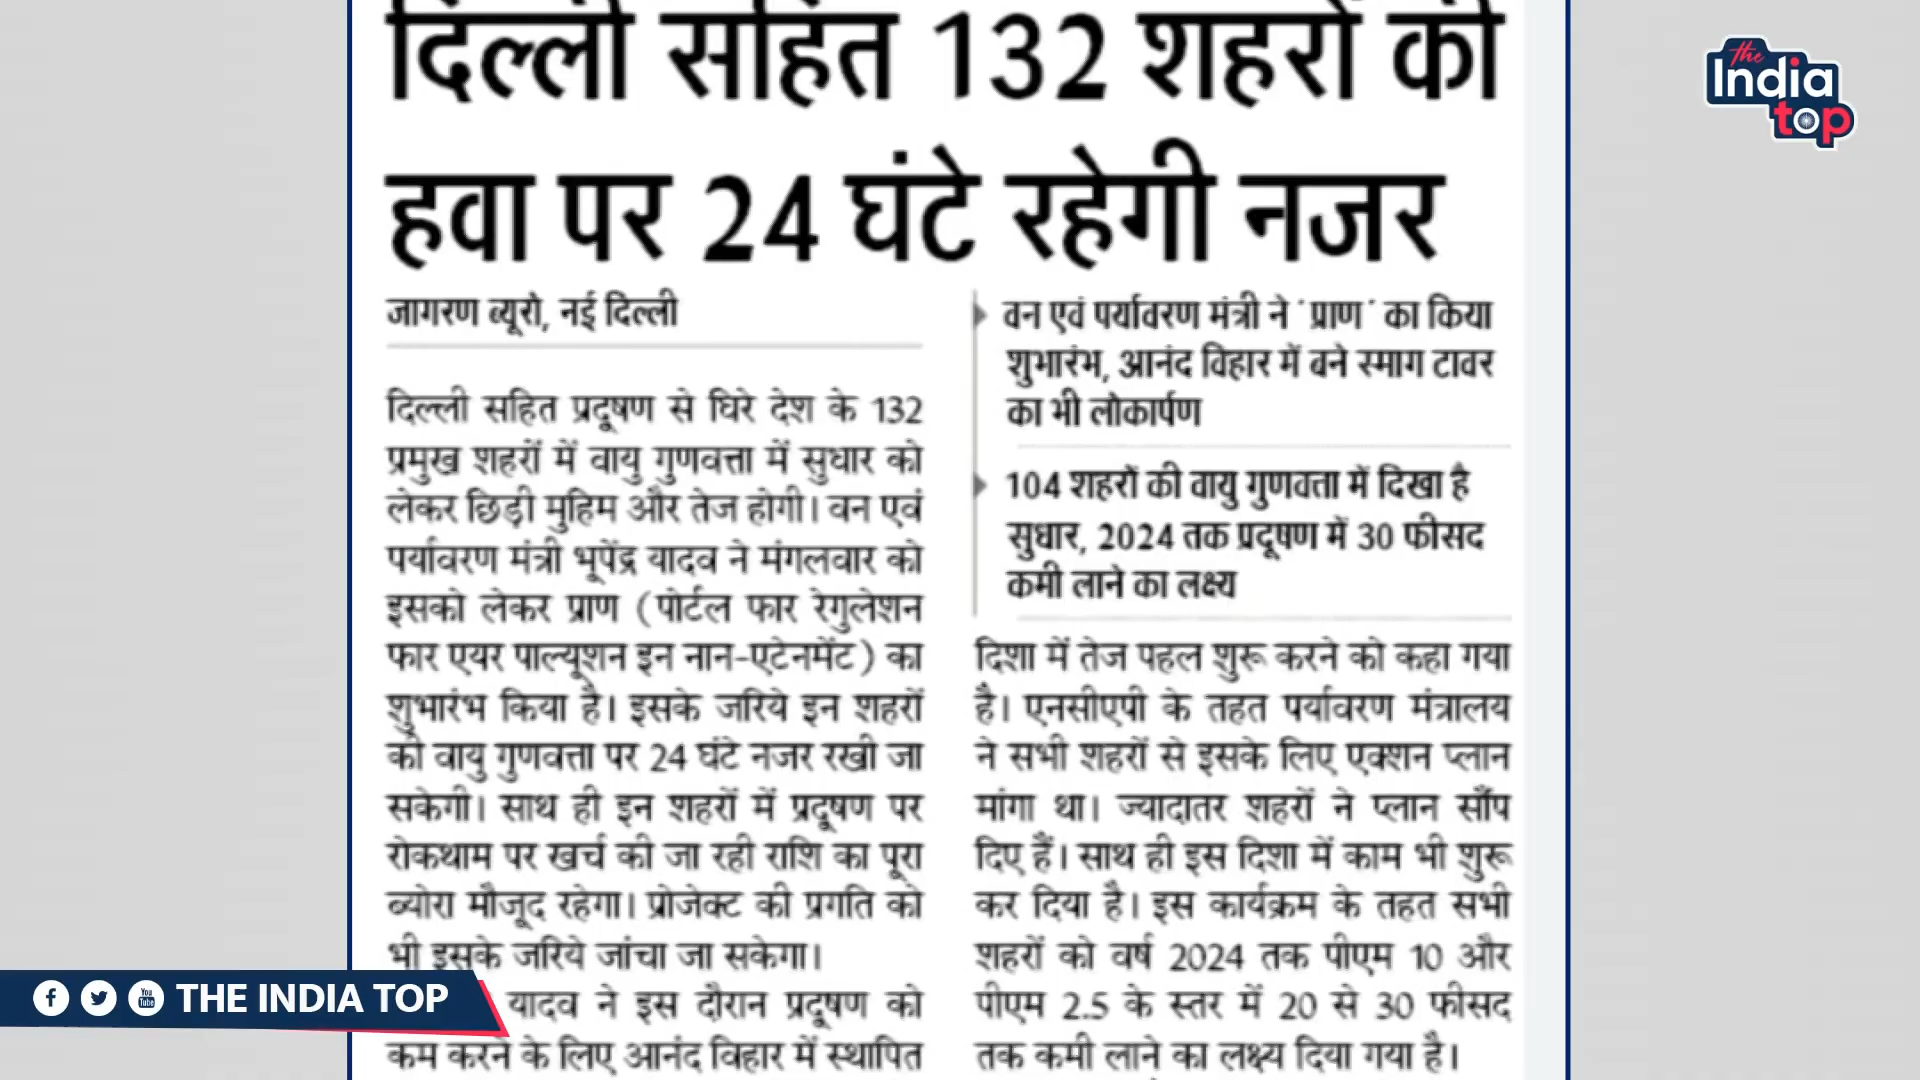 दिल्ली सहित 132 शहरों की
हवा पर 24 घंटे रहेगी नजर
जागरण ब्यूरो, नई दिल्ली
दिल्ली सहित प्रदूषण से घिरे देश के 132
प्रमुख शहरों में वायु गुणवत्ता में सुधार को
लेकर छिड़ी मुहिम और तेज होगी। वन एवं
पर्यावरण मंत्री भूपेंद्र यादव ने मंगलवार को
इसको लेकर प्राण (पोर्टल फार रेगुलेशन
फार एयर पाल्यूशन इन नान-एटेनमेंट) का
शुभारंभ किया है। इसके जरिये इन शहरों
की वायु गुणवत्ता पर 24 घंटे नजर रखी जा
सकेगी। साथ ही इन शहरों में प्रदूषण पर
रोकथाम पर खर्च की जा रही राशि का पूरा
ब्योरा मौजूद रहेगा। प्रोजेक्ट की प्रगति को
भी इसके जरिये जांचा जा सकेगा।
यादव ने इस दौरान प्रदूषण को
कम करने के लिए आनंद विहार में स्थापित
वन एवं पर्यावरण मंत्री ने 'प्राण' का किया
शुभारंभ, आनंद विहार में बने स्माग टावर
का भी लोकार्पण
104 शहरों की वायु गुणवत्ता में दिखा है
सुधार, 2024 तक प्रदूषण में 30 फीसद
कमी लाने का लक्ष्य
दिशा में तेज पहल शुरू करने को कहा गया
है। एनसीएपी के तहत पर्यावरण मंत्रालय
ने सभी शहरों से इसके लिए एक्शन प्लान
मांगा था। ज्यादातर शहरों ने प्लान सौंप
दिए हैं। साथ ही इस दिशा में काम भी शुरू
कर दिया है। इस कार्यक्रम के तहत सभी
शहरों को वर्ष 2024 तक पीएम 10 और
पीएम 2.5 के स्तर में 20 से 30 फीसद
तक कमी लाने का लक्ष्य दिया गया है।
the
India
top
You
Tube
THE INDIA TOP